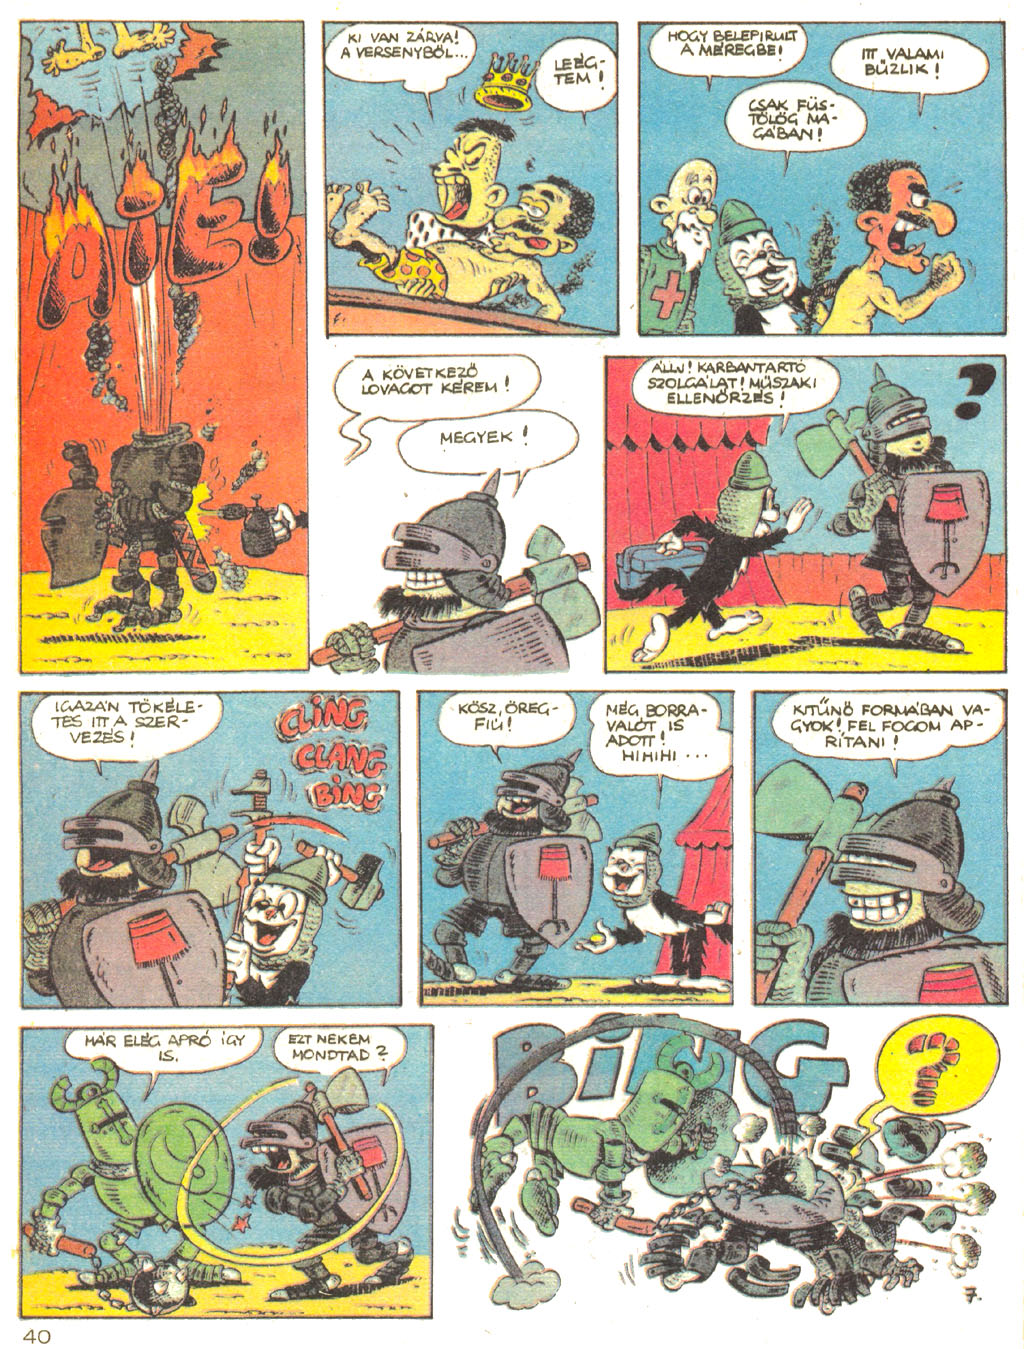 AïE!
KI VAN ZÁRVA!
A VERSENYBŐL...
LEÉG-
TEM!
HOGY BELEPIRULT
A MÉREGBE!
CSAK FÜS-
TÖLÖG MA-
GÁBAN!
ITT VALAMI
BŰZLIK!
A KÖVETKEZŐ
LOVAGOT KÉREM!
MEGYEK!
ÁLLJ! KARBANTARTÓ
SZOLGÁLAT! MŰSZAKI
ELLENŐRZÉS!
?
IGAZÁN TÖKÉLE-
TES ITT A SZER-
VEZÉS!
CLING
CLANG
BING
KÖSZ, ÖREG-
FIÚ!
MÉG BORRA-
VALÓT IS
ADOTT!
HIHIHI...
KITŰNŐ FORMÁBAN VA-
GYOK! FEL FOGOM AP-
RÍTANI!
MÁR ELÉG APRÓ ÍGY
IS.
EZT NEKEM
MONDTAD?
BING
?
7.
40